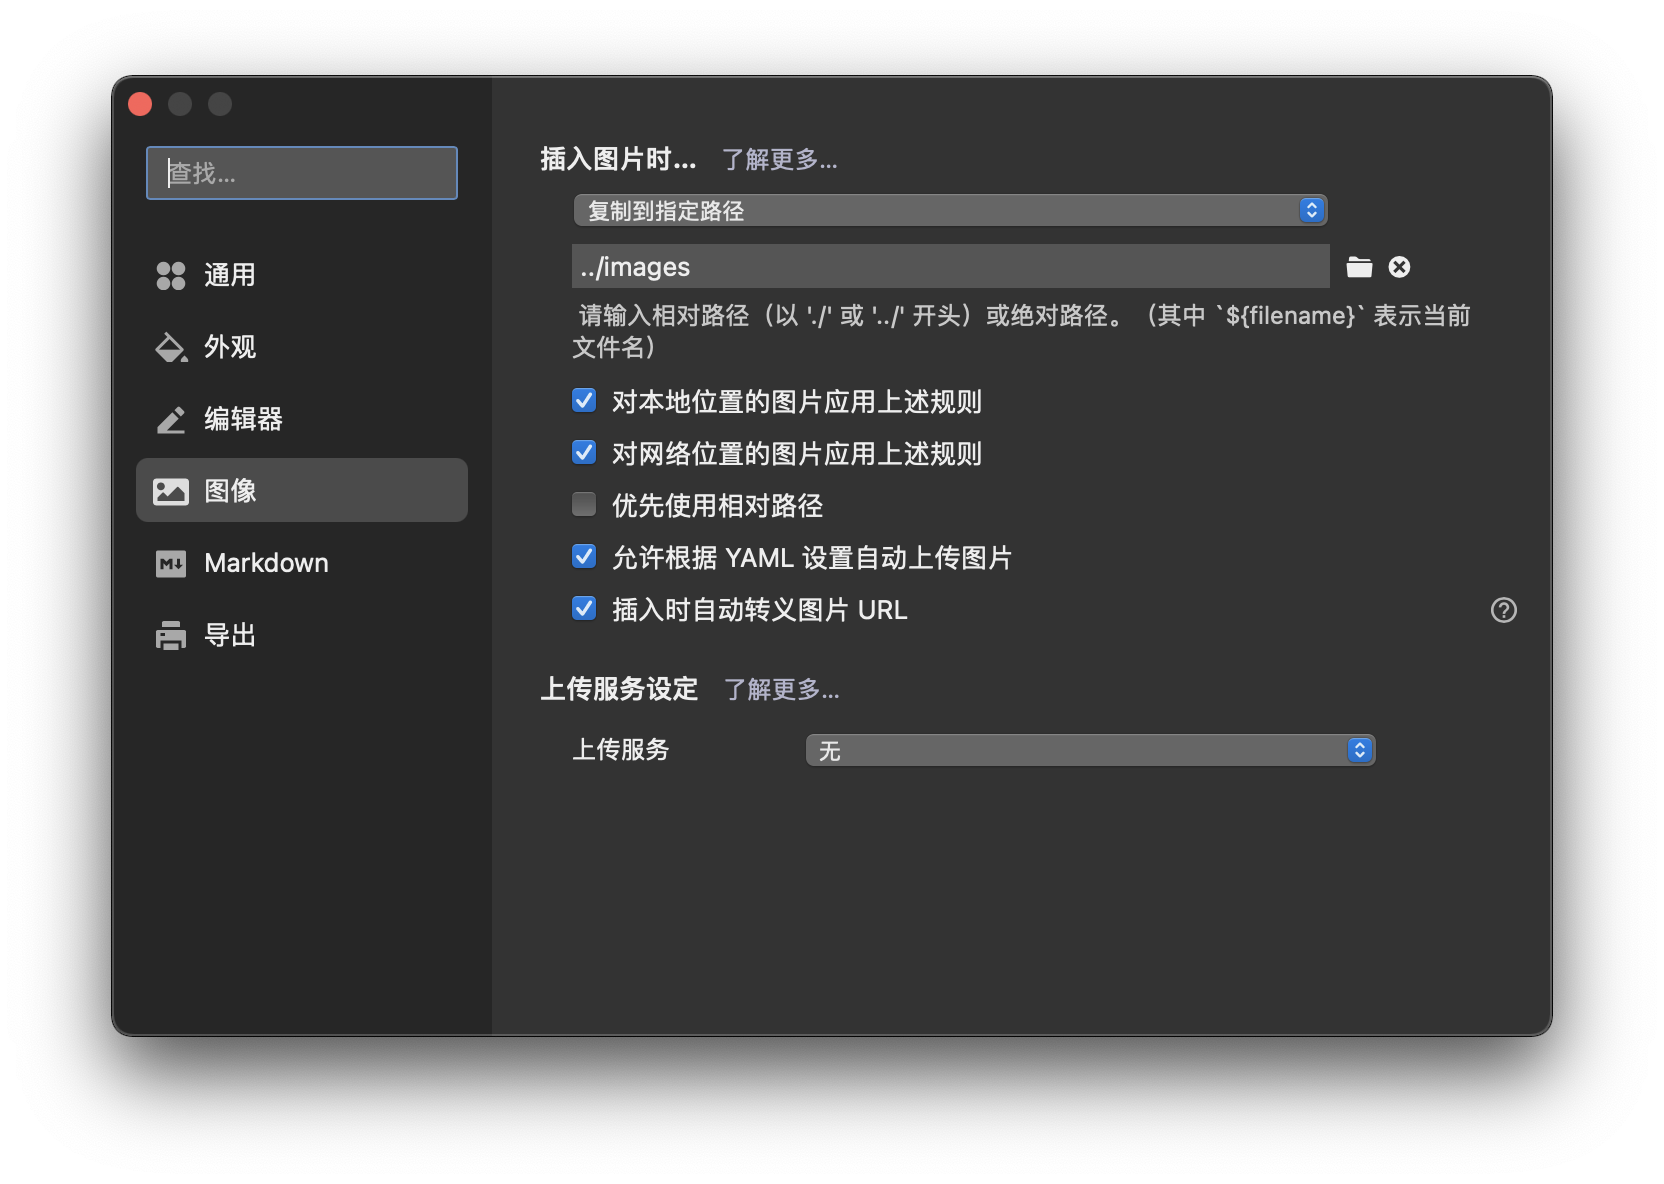 查找...
通用
外观
编辑器
图像
Markdown
导出
插入图片时... 了解更多...
复制到指定路径
../images
请输入相对路径（以 './' 或 '../' 开头）或绝对路径。（其中 `${filename}` 表示当前
文件名）
对本地位置的图片应用上述规则
对网络位置的图片应用上述规则
优先使用相对路径
允许根据 YAML 设置自动上传图片
插入时自动转义图片 URL
上传服务设定 了解更多...
上传服务 无